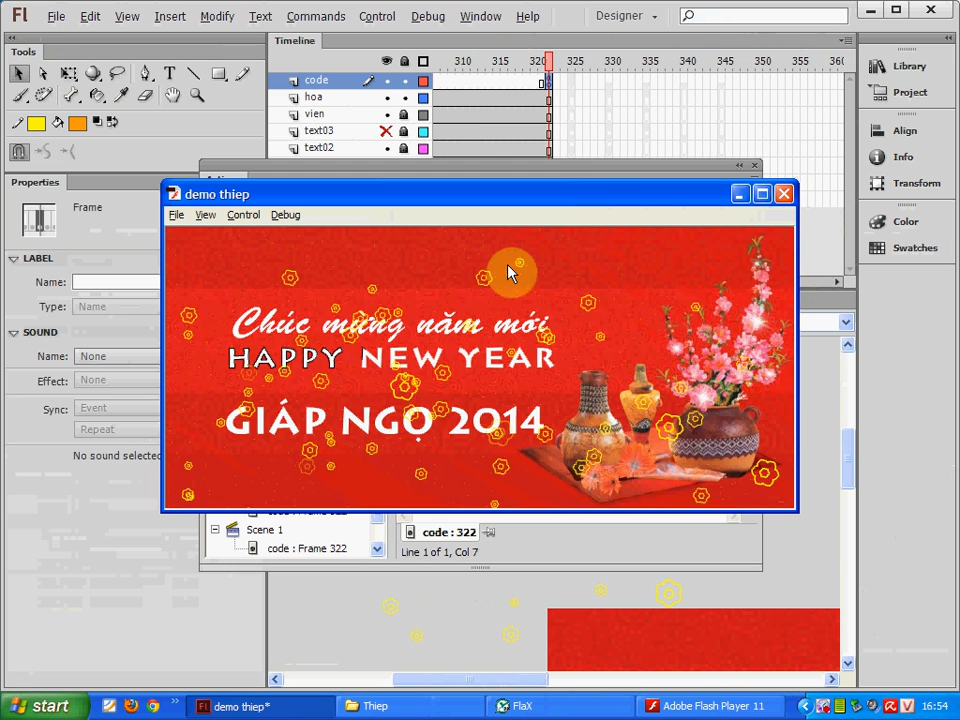 Fl File Edit View Insert Modify Text Commands Control Debug Window Help Designer
Tools
Timeline
310 315 320 325 330 335 340 345 350 355 360
code
hoa
vien
text03
text02
Library
Project
Align
Info
Transform
Color
Swatches
Properties
Frame
LABEL
Name:
Type: Name
SOUND
Name: None
Effect: None
Sync: Event
Repeat
No sound selected
demo thiep
File View Control Debug
Chúc mừng năm mới
HAPPY NEW YEAR
GIÁP NGỌ 2014
Scene 1
code : Frame 322
code : 322
Line 1 of 1, Col 7
start
demo thiep*
Thiep
FlaX
Adobe Flash Player 11
16:54